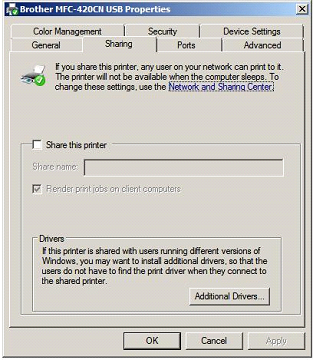 Brother MFC-420CN USB Properties
Color Management Security Device Settings
General Sharing Ports Advanced
If you share this printer, any user on your network can print to it.
The printer will not be available when the computer sleeps. To
change these settings, use the Network and Sharing Center.
Share this printer
Share name:
Render print jobs on client computers
Drivers
If this printer is shared with users running different versions of
Windows, you may want to install additional drivers, so that the
users do not have to find the print driver when they connect to
the shared printer.
Additional Drivers...
OK Cancel Apply